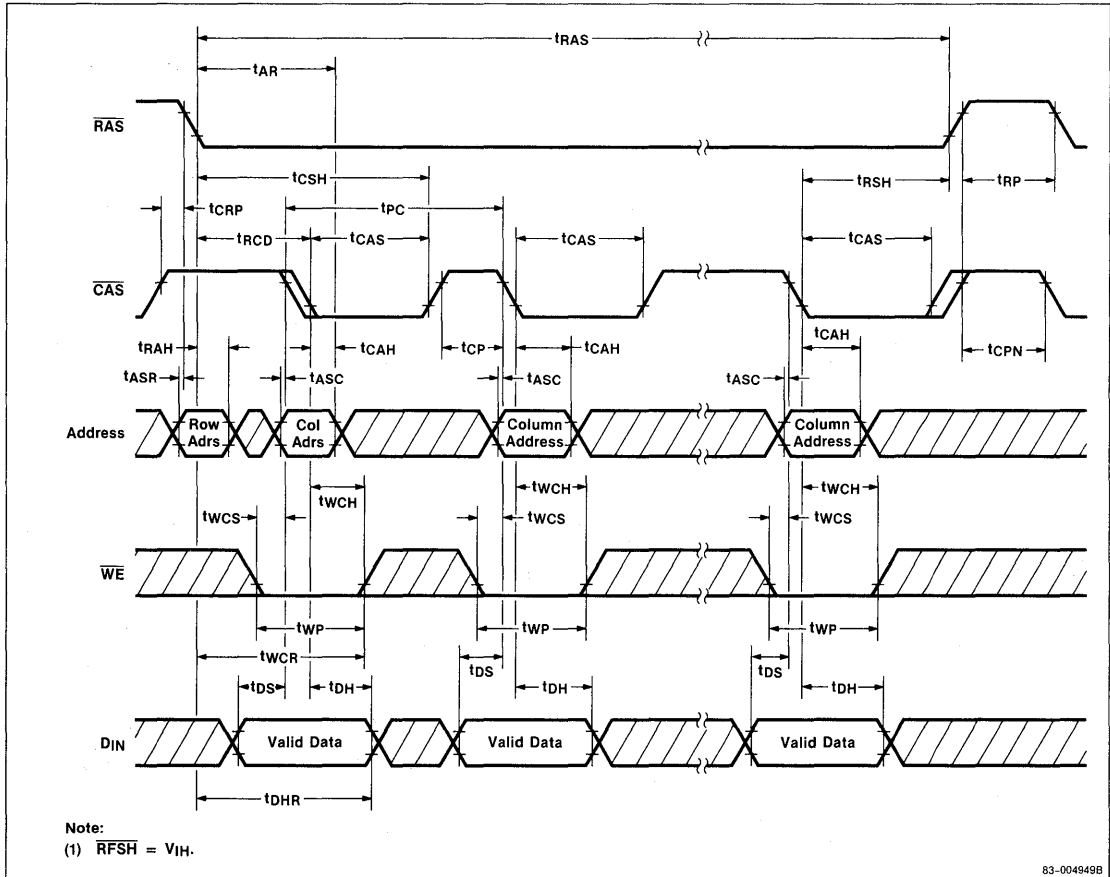 tRAS
tAR
RAS
tCSH
tRSH
tRP
tCRP
tPC
tRCD
tCAS
tCAS
tCAS
CAS
tRAH
tCAH
tCP
tCAH
tCAH
tCPN
tASR
tASC
tASC
tASC
Address
Row Adrs
Col Adrs
Column Address
Column Address
tWCH
tWCH
tWCH
tWCS
tWCS
tWCS
WE
tWP
tWP
tWP
tWCR
tDS
tDH
tDS
tDH
tDS
tDH
DIN
Valid Data
Valid Data
Valid Data
tDHR
Note:
(1) RFSH = VIH.
83-004949B